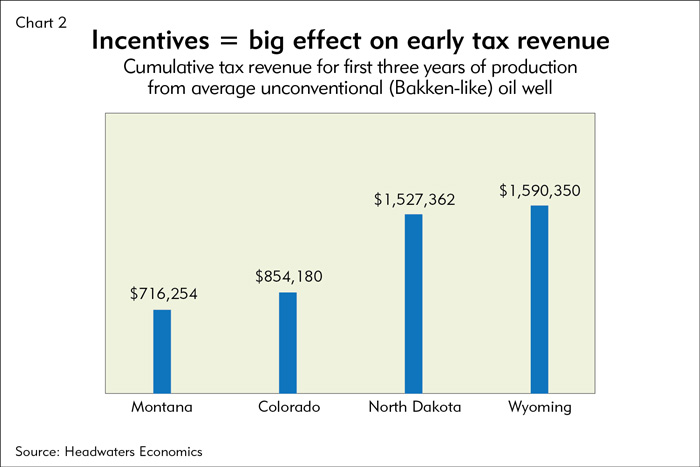 Chart 2
Incentives = big effect on early tax revenue
Cumulative tax revenue for first three years of production
from average unconventional (Bakken-like) oil well
$716,254
$854,180
$1,527,362
$1,590,350
Montana
Colorado
North Dakota
Wyoming
Source: Headwaters Economics